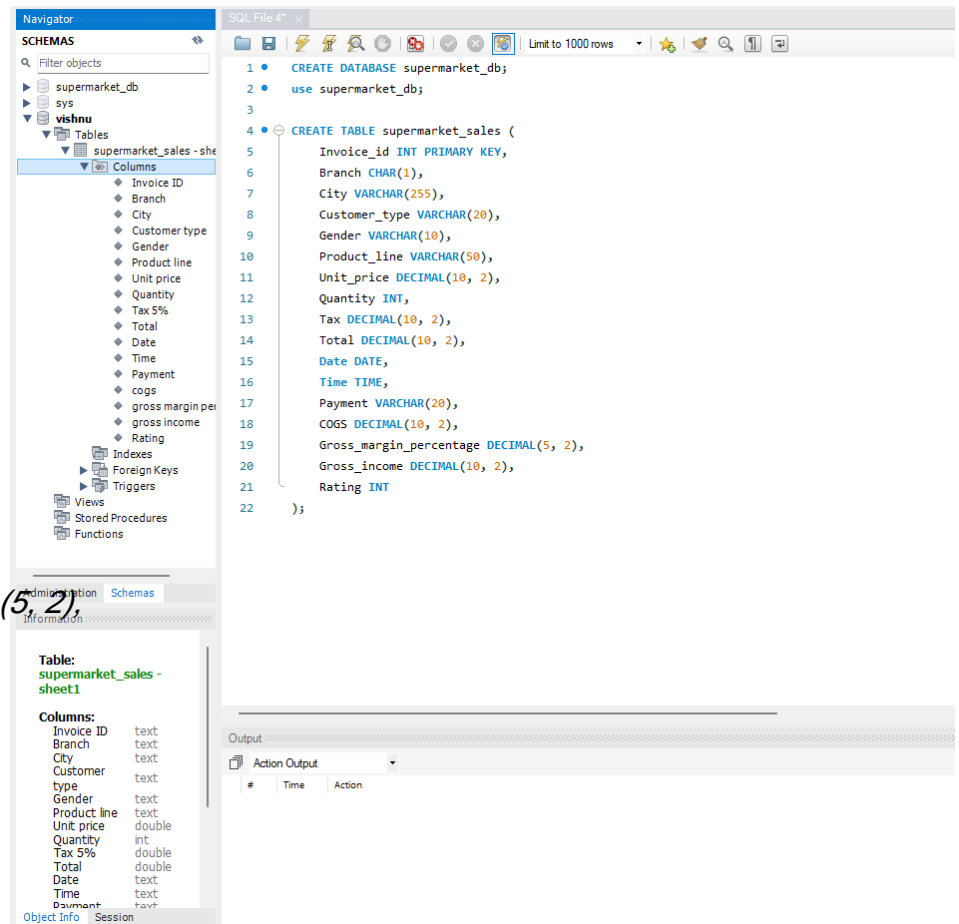 Navigator
SCHEMAS
Filter objects
supermarket_db
sys
vishnu
Tables
supermarket_sales - she
Columns
Invoice ID
Branch
City
Customer type
Gender
Product line
Unit price
Quantity
Tax 5%
Total
Date
Time
Payment
cogs
gross margin per
gross income
Rating
Indexes
Foreign Keys
Triggers
Views
Stored Procedures
Functions
Administration Schemas
(5, 2),
Information
Table:
supermarket_sales -
sheet1
Columns:
Invoice ID text
Branch text
City text
Customer
type text
Gender text
Product line text
Unit price double
Quantity int
Tax 5% double
Total double
Date text
Time text
Payment text
Object Info Session
SQL File 4*
Limit to 1000 rows
1 CREATE DATABASE supermarket_db;
2 use supermarket_db;
3
4 CREATE TABLE supermarket_sales (
5 Invoice_id INT PRIMARY KEY,
6 Branch CHAR(1),
7 City VARCHAR(255),
8 Customer_type VARCHAR(20),
9 Gender VARCHAR(10),
10 Product_line VARCHAR(50),
11 Unit_price DECIMAL(10, 2),
12 Quantity INT,
13 Tax DECIMAL(10, 2),
14 Total DECIMAL(10, 2),
15 Date DATE,
16 Time TIME,
17 Payment VARCHAR(20),
18 COGS DECIMAL(10, 2),
19 Gross_margin_percentage DECIMAL(5, 2),
20 Gross_income DECIMAL(10, 2),
21 Rating INT
22 );
Output
Action Output
# Time Action